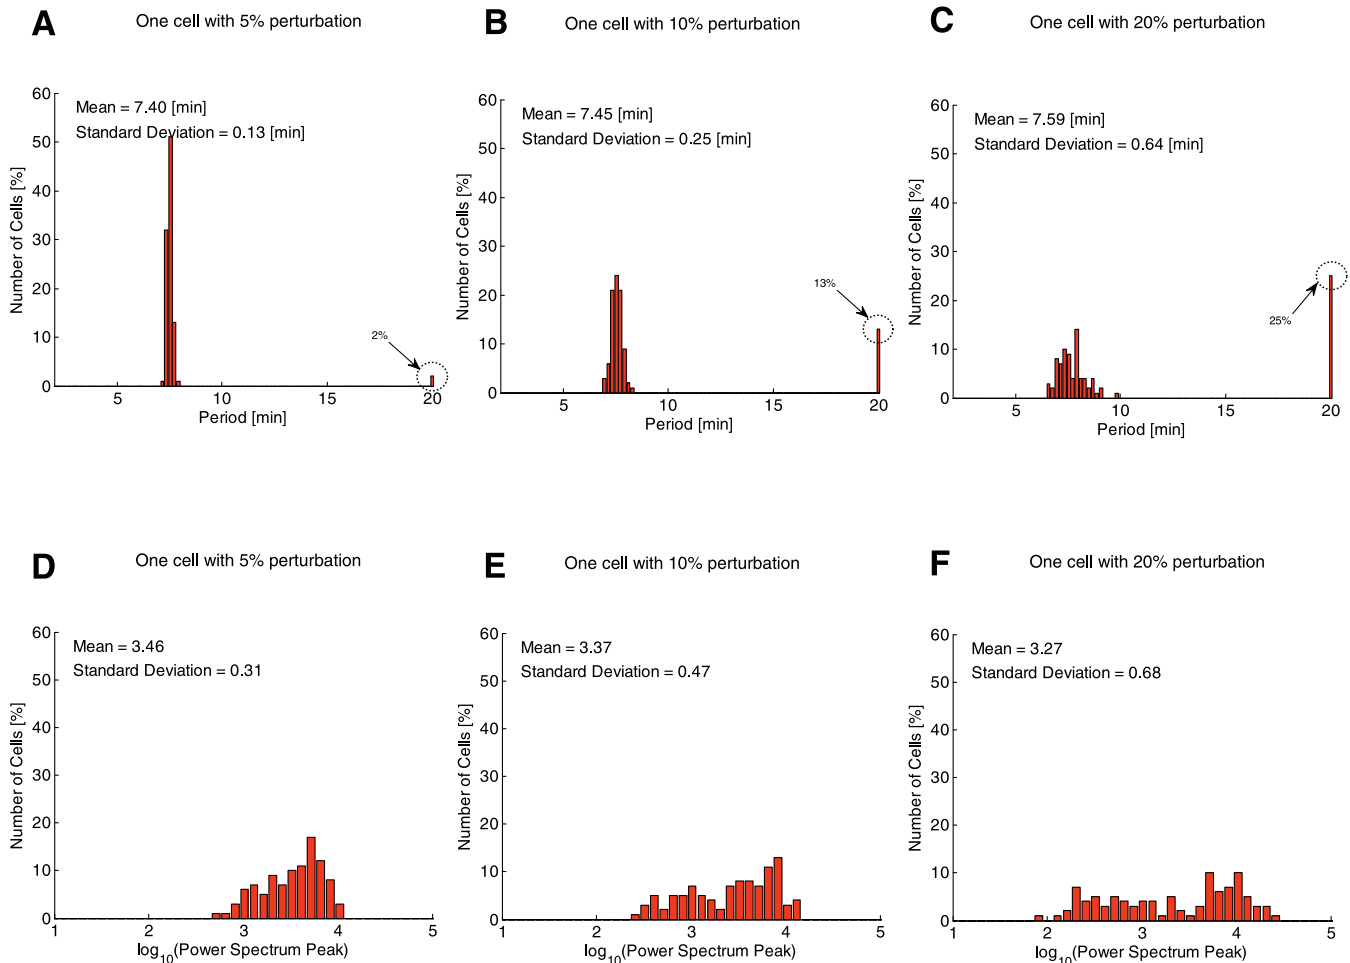 A
One cell with 5% perturbation
Mean = 7.40 [min]
Standard Deviation = 0.13 [min]
Number of Cells [%]
60
50
40
30
20
10
0
2%
5
10
15
20
Period [min]
B
One cell with 10% perturbation
Mean = 7.45 [min]
Standard Deviation = 0.25 [min]
Number of Cells [%]
60
50
40
30
20
10
0
13%
5
10
15
20
Period [min]
C
One cell with 20% perturbation
Mean = 7.59 [min]
Standard Deviation = 0.64 [min]
Number of Cells [%]
60
50
40
30
20
10
0
25%
5
10
15
20
Period [min]
D
One cell with 5% perturbation
Mean = 3.46
Standard Deviation = 0.31
Number of Cells [%]
60
50
40
30
20
10
0
1
2
3
4
5
log10(Power Spectrum Peak)
E
One cell with 10% perturbation
Mean = 3.37
Standard Deviation = 0.47
Number of Cells [%]
60
50
40
30
20
10
0
1
2
3
4
5
log10(Power Spectrum Peak)
F
One cell with 20% perturbation
Mean = 3.27
Standard Deviation = 0.68
Number of Cells [%]
60
50
40
30
20
10
0
1
2
3
4
5
log10(Power Spectrum Peak)